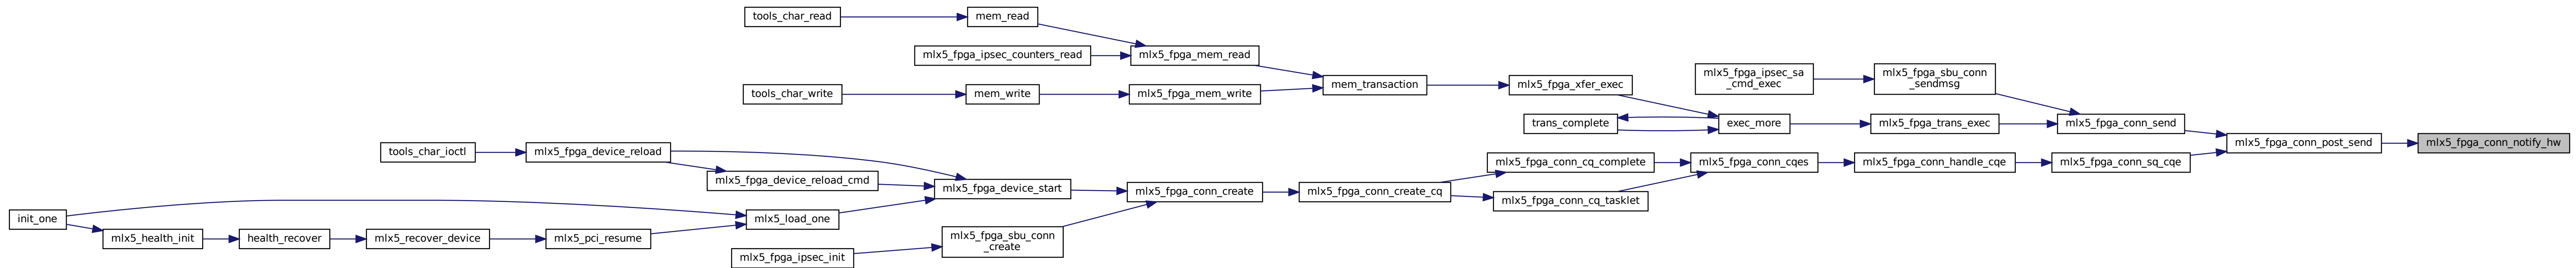 tools_char_read
mem_read
mlx5_fpga_ipsec_counters_read
mlx5_fpga_mem_read
tools_char_write
mem_write
mlx5_fpga_mem_write
mem_transaction
mlx5_fpga_xfer_exec
mlx5_fpga_ipsec_sa
_cmd_exec
mlx5_fpga_sbu_conn
_sendmsg
trans_complete
exec_more
mlx5_fpga_trans_exec
mlx5_fpga_conn_send
mlx5_fpga_conn_post_send
mlx5_fpga_conn_notify_hw
tools_char_ioctl
mlx5_fpga_device_reload
mlx5_fpga_device_reload_cmd
mlx5_fpga_device_start
mlx5_fpga_conn_create
mlx5_fpga_conn_create_cq
mlx5_fpga_conn_cq_complete
mlx5_fpga_conn_cq_tasklet
mlx5_fpga_conn_cqes
mlx5_fpga_conn_handle_cqe
mlx5_fpga_conn_sq_cqe
init_one
mlx5_health_init
health_recover
mlx5_recover_device
mlx5_pci_resume
mlx5_load_one
mlx5_fpga_ipsec_init
mlx5_fpga_sbu_conn
_create